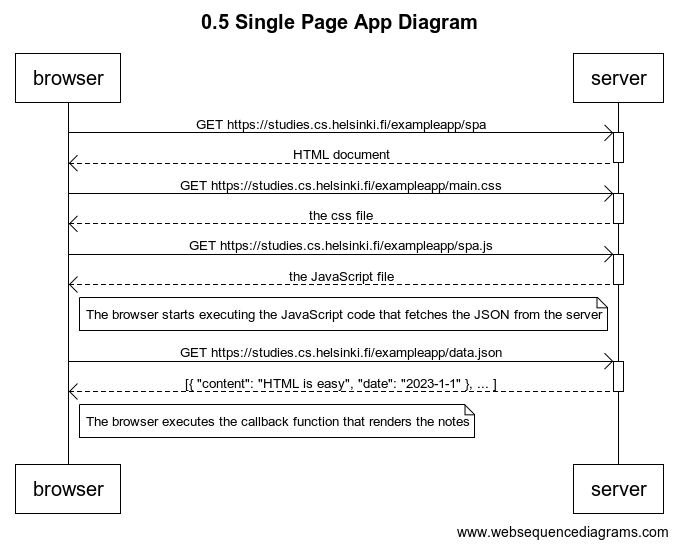 0.5 Single Page App Diagram
browser
server
GET https://studies.cs.helsinki.fi/exampleapp/spa
HTML document
GET https://studies.cs.helsinki.fi/exampleapp/main.css
the css file
GET https://studies.cs.helsinki.fi/exampleapp/spa.js
the JavaScript file
The browser starts executing the JavaScript code that fetches the JSON from the server
GET https://studies.cs.helsinki.fi/exampleapp/data.json
[{ "content": "HTML is easy", "date": "2023-1-1" }, ... ]
The browser executes the callback function that renders the notes
browser
server
www.websequencediagrams.com